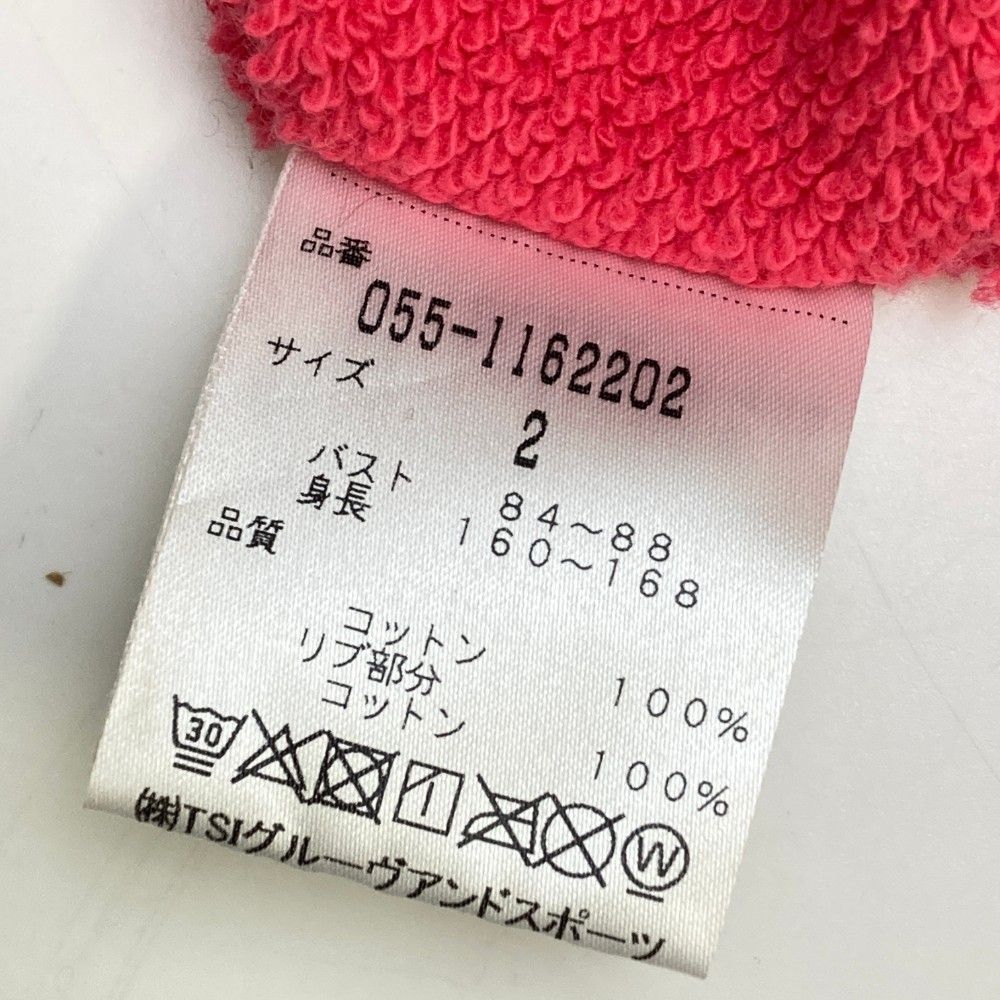 品番
055-1162202
サイズ
2
バスト 84～88
身長 160～168
品質
コットン 100%
リブ部分
コットン 100%
30
W
(株)TSIグルーヴアンドスポーツ